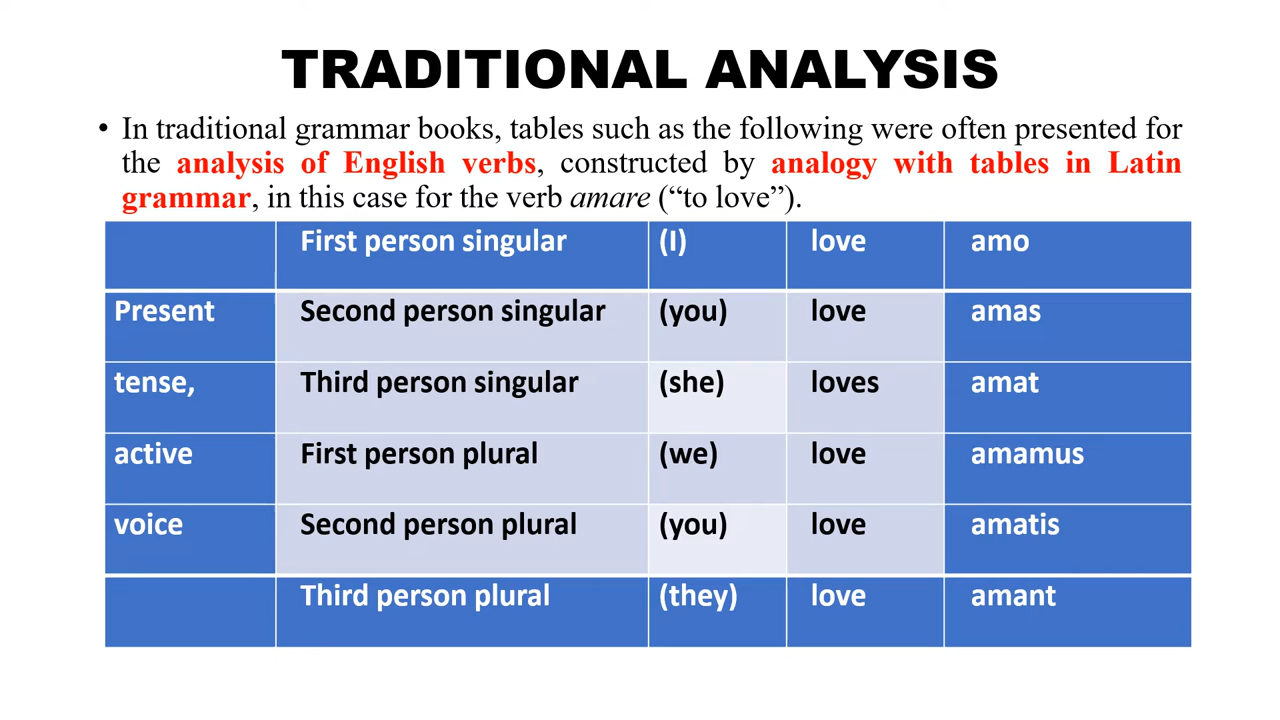 TRADITIONAL ANALYSIS
• In traditional grammar books, tables such as the following were often presented for
the analysis of English verbs, constructed by analogy with tables in Latin
grammar, in this case for the verb amare (“to love”).
First person singular (I) love amo
Present Second person singular (you) love amas
tense, Third person singular (she) loves amat
active First person plural (we) love amamus
voice Second person plural (you) love amatis
Third person plural (they) love amant